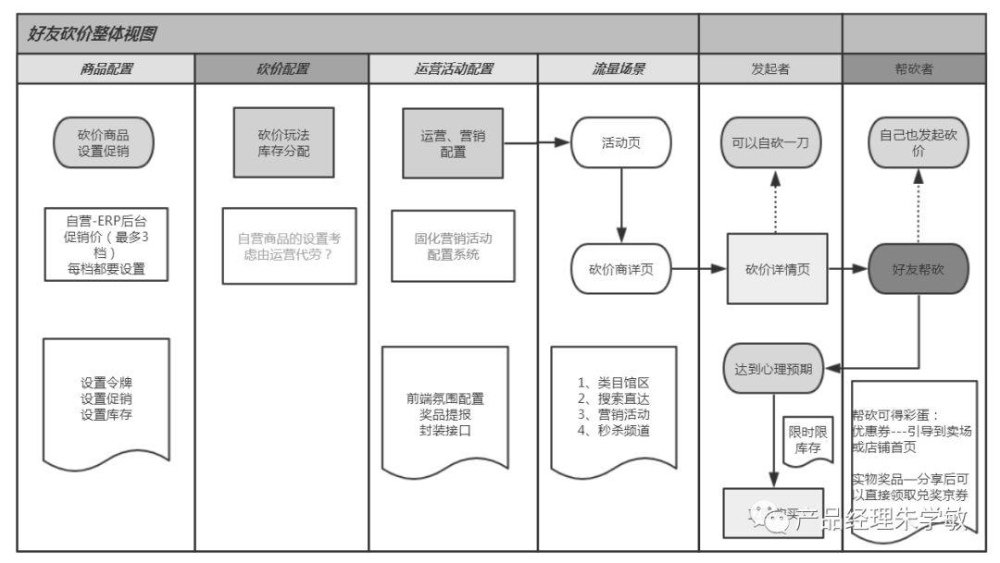 好友砍价整体视图
商品配置
砍价配置
运营活动配置
流量场景
发起者
帮砍者
砍价商品
设置促销
自营-ERP后台
促销价（最多3
档）
每档都要设置
设置令牌
设置促销
设置库存
砍价玩法
库存分配
自营商品的设置考
虑由运营代劳？
运营、营销
配置
固化营销活动
配置系统
前端氛围配置
奖品提报
封装接口
活动页
砍价商详页
1、类目馆区
2、搜索直达
3、营销活动
4、秒杀频道
可以自砍一刀
砍价详情页
达到心理预期
限时限
库存
购买
自己也发起砍
价
好友帮砍
帮砍可得彩蛋：
优惠券---引导到卖场
或店铺首页
实物奖品—分享后可
以直接领取兑奖京券
产品经理朱学敏